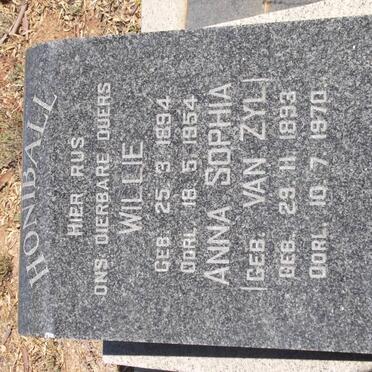 HONIBALL
HIER RUS
ONS DIERBARE OUERS
WILLIE
GEB. 25.3.1894
OORL. 18.5.1954
ANNA SOPHIA
(GEB. VAN ZYL)
GEB. 29.11.1893
OORL. 10.7.1970